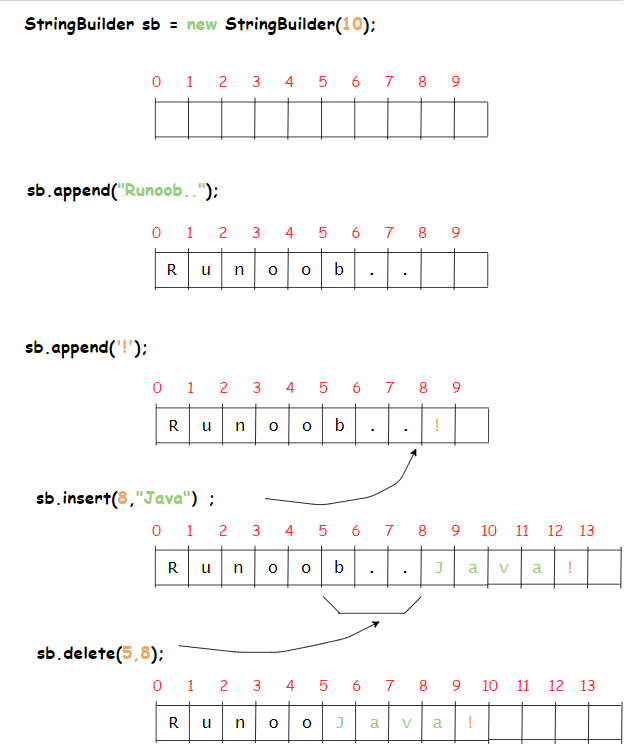 StringBuilder sb = new StringBuilder(10);
0 1 2 3 4 5 6 7 8 9
sb.append("Runoob..");
0 1 2 3 4 5 6 7 8 9
R u n o o b . .
sb.append('!');
0 1 2 3 4 5 6 7 8 9
R u n o o b . . !
sb.insert(8,"Java") ;
0 1 2 3 4 5 6 7 8 9 10 11 12 13
R u n o o b . . J a v a !
sb.delete(5,8);
0 1 2 3 4 5 6 7 8 9 10 11 12 13
R u n o o J a v a !